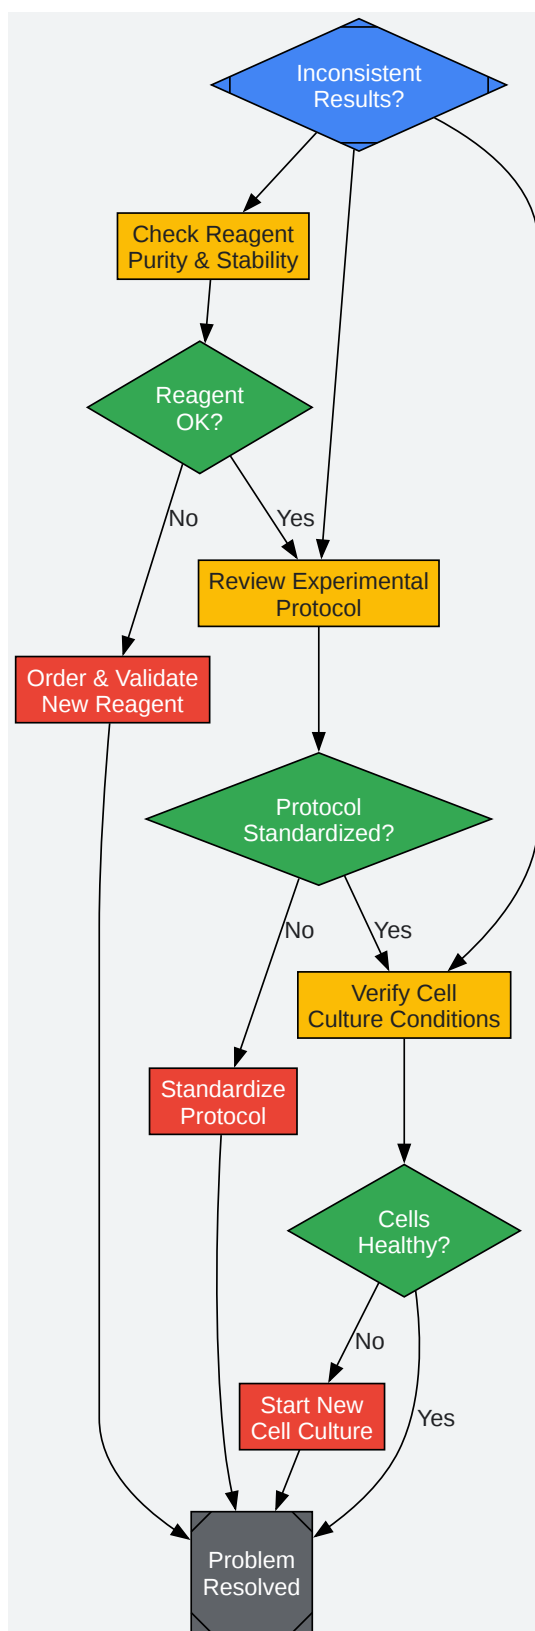 Inconsistent
Results?
Check Reagent
Purity & Stability
Reagent
OK?
No
Yes
Review Experimental
Protocol
Order & Validate
New Reagent
Protocol
Standardized?
No
Yes
Verify Cell
Culture Conditions
Standardize
Protocol
Cells
Healthy?
No
Start New
Cell Culture
Yes
Problem
Resolved